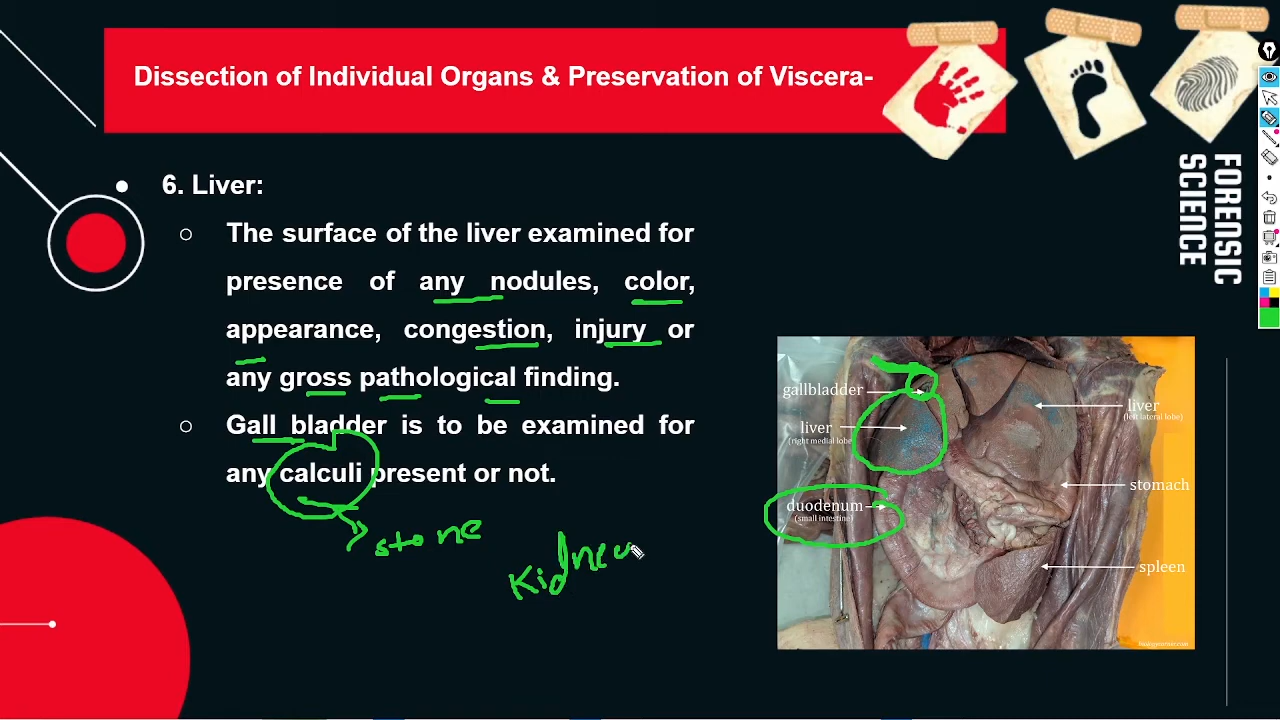 Dissection of Individual Organs & Preservation of Viscera-
FORENSIC
SCIENCE
6. Liver:
The surface of the liver examined for
presence of any nodules, color,
appearance, congestion, injury or
any gross pathological finding.
Gall bladder is to be examined for
any calculi present or not.
stone
gallbladder
liver
(right medial lobe
liver
(left lateral lobe)
stomach
duodenum
(small intestine)
spleen